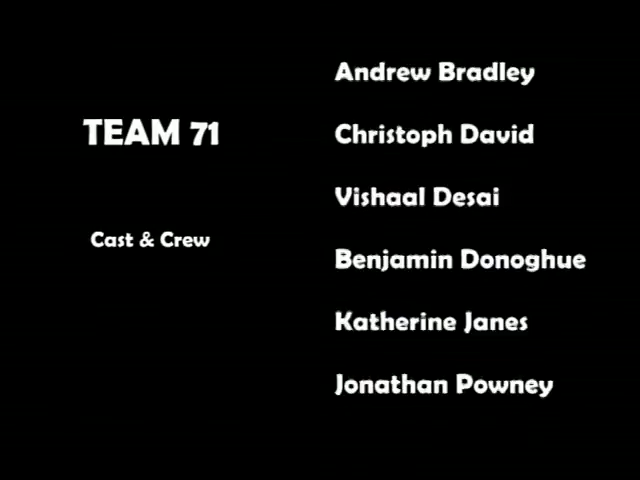 TEAM 71
Cast & Crew
Andrew Bradley
Christoph David
Vishaal Desai
Benjamin Donoghue
Katherine Janes
Jonathan Powney